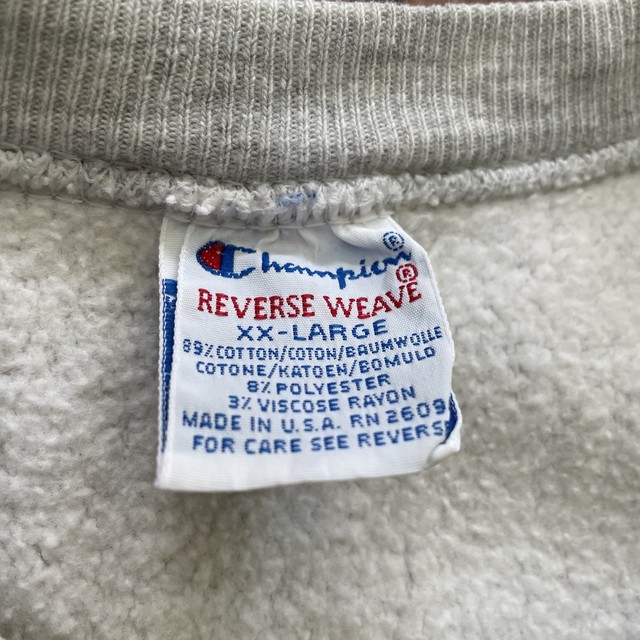 Champion®
REVERSE WEAVE®
XX-LARGE
89% COTTON/COTON/BAUMWOLLE
COTONE/KATOEN/BOMULD
8% POLYESTER
3% VISCOSE RAYON
MADE IN U.S.A. RN 2609
FOR CARE SEE REVERS